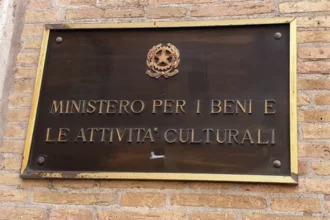 MINISTERO PER I BENI E
LE ATTIVITA' CULTURALI